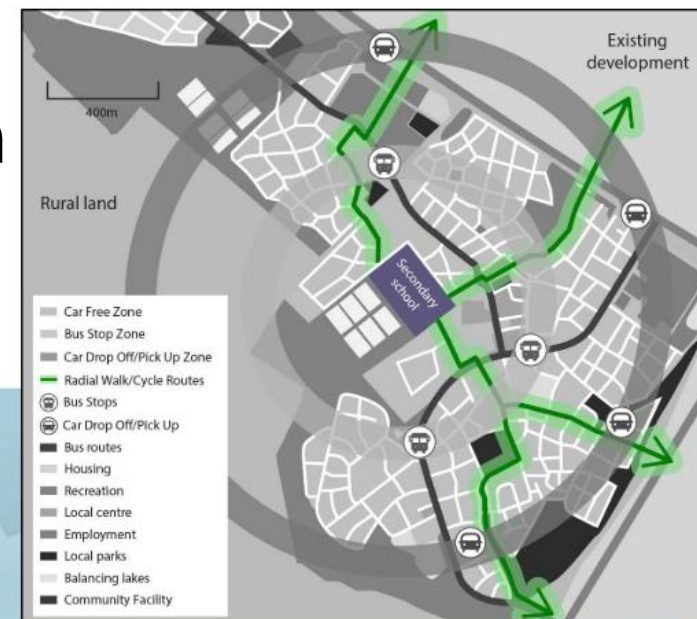 n
Existing
development
400m
Rural land
Secondary
school
Car Free Zone
Bus Stop Zone
Car Drop Off/Pick Up Zone
Radial Walk/Cycle Routes
Bus Stops
Car Drop Off/Pick Up
Bus routes
Housing
Recreation
Local centre
Employment
Local parks
Balancing lakes
Community Facility